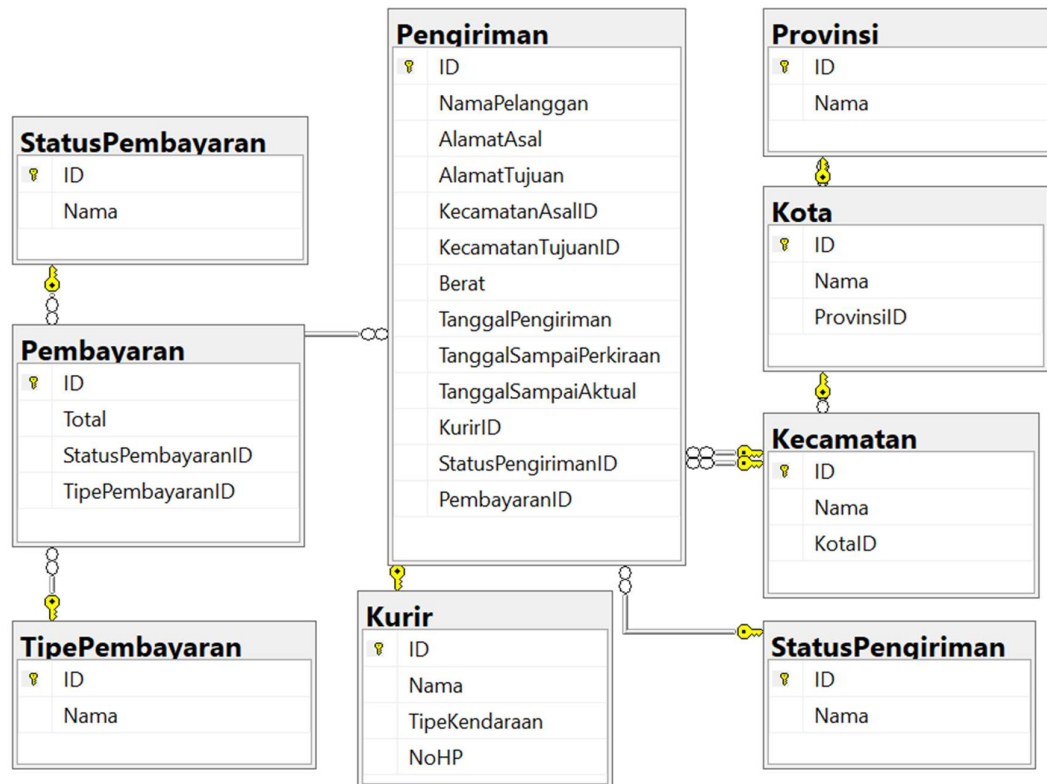 Pengiriman
ID
NamaPelanggan
AlamatAsal
AlamatTujuan
KecamatanAsalID
KecamatanTujuanID
Berat
TanggalPengiriman
TanggalSampaiPerkiraan
TanggalSampaiAktual
KurirID
StatusPengirimanID
PembayaranID
Provinsi
ID
Nama
StatusPembayaran
ID
Nama
Kota
ID
Nama
ProvinsiID
Pembayaran
ID
Total
StatusPembayaranID
TipePembayaranID
Kecamatan
ID
Nama
KotaID
TipePembayaran
ID
Nama
Kurir
ID
Nama
TipeKendaraan
NoHP
StatusPengiriman
ID
Nama